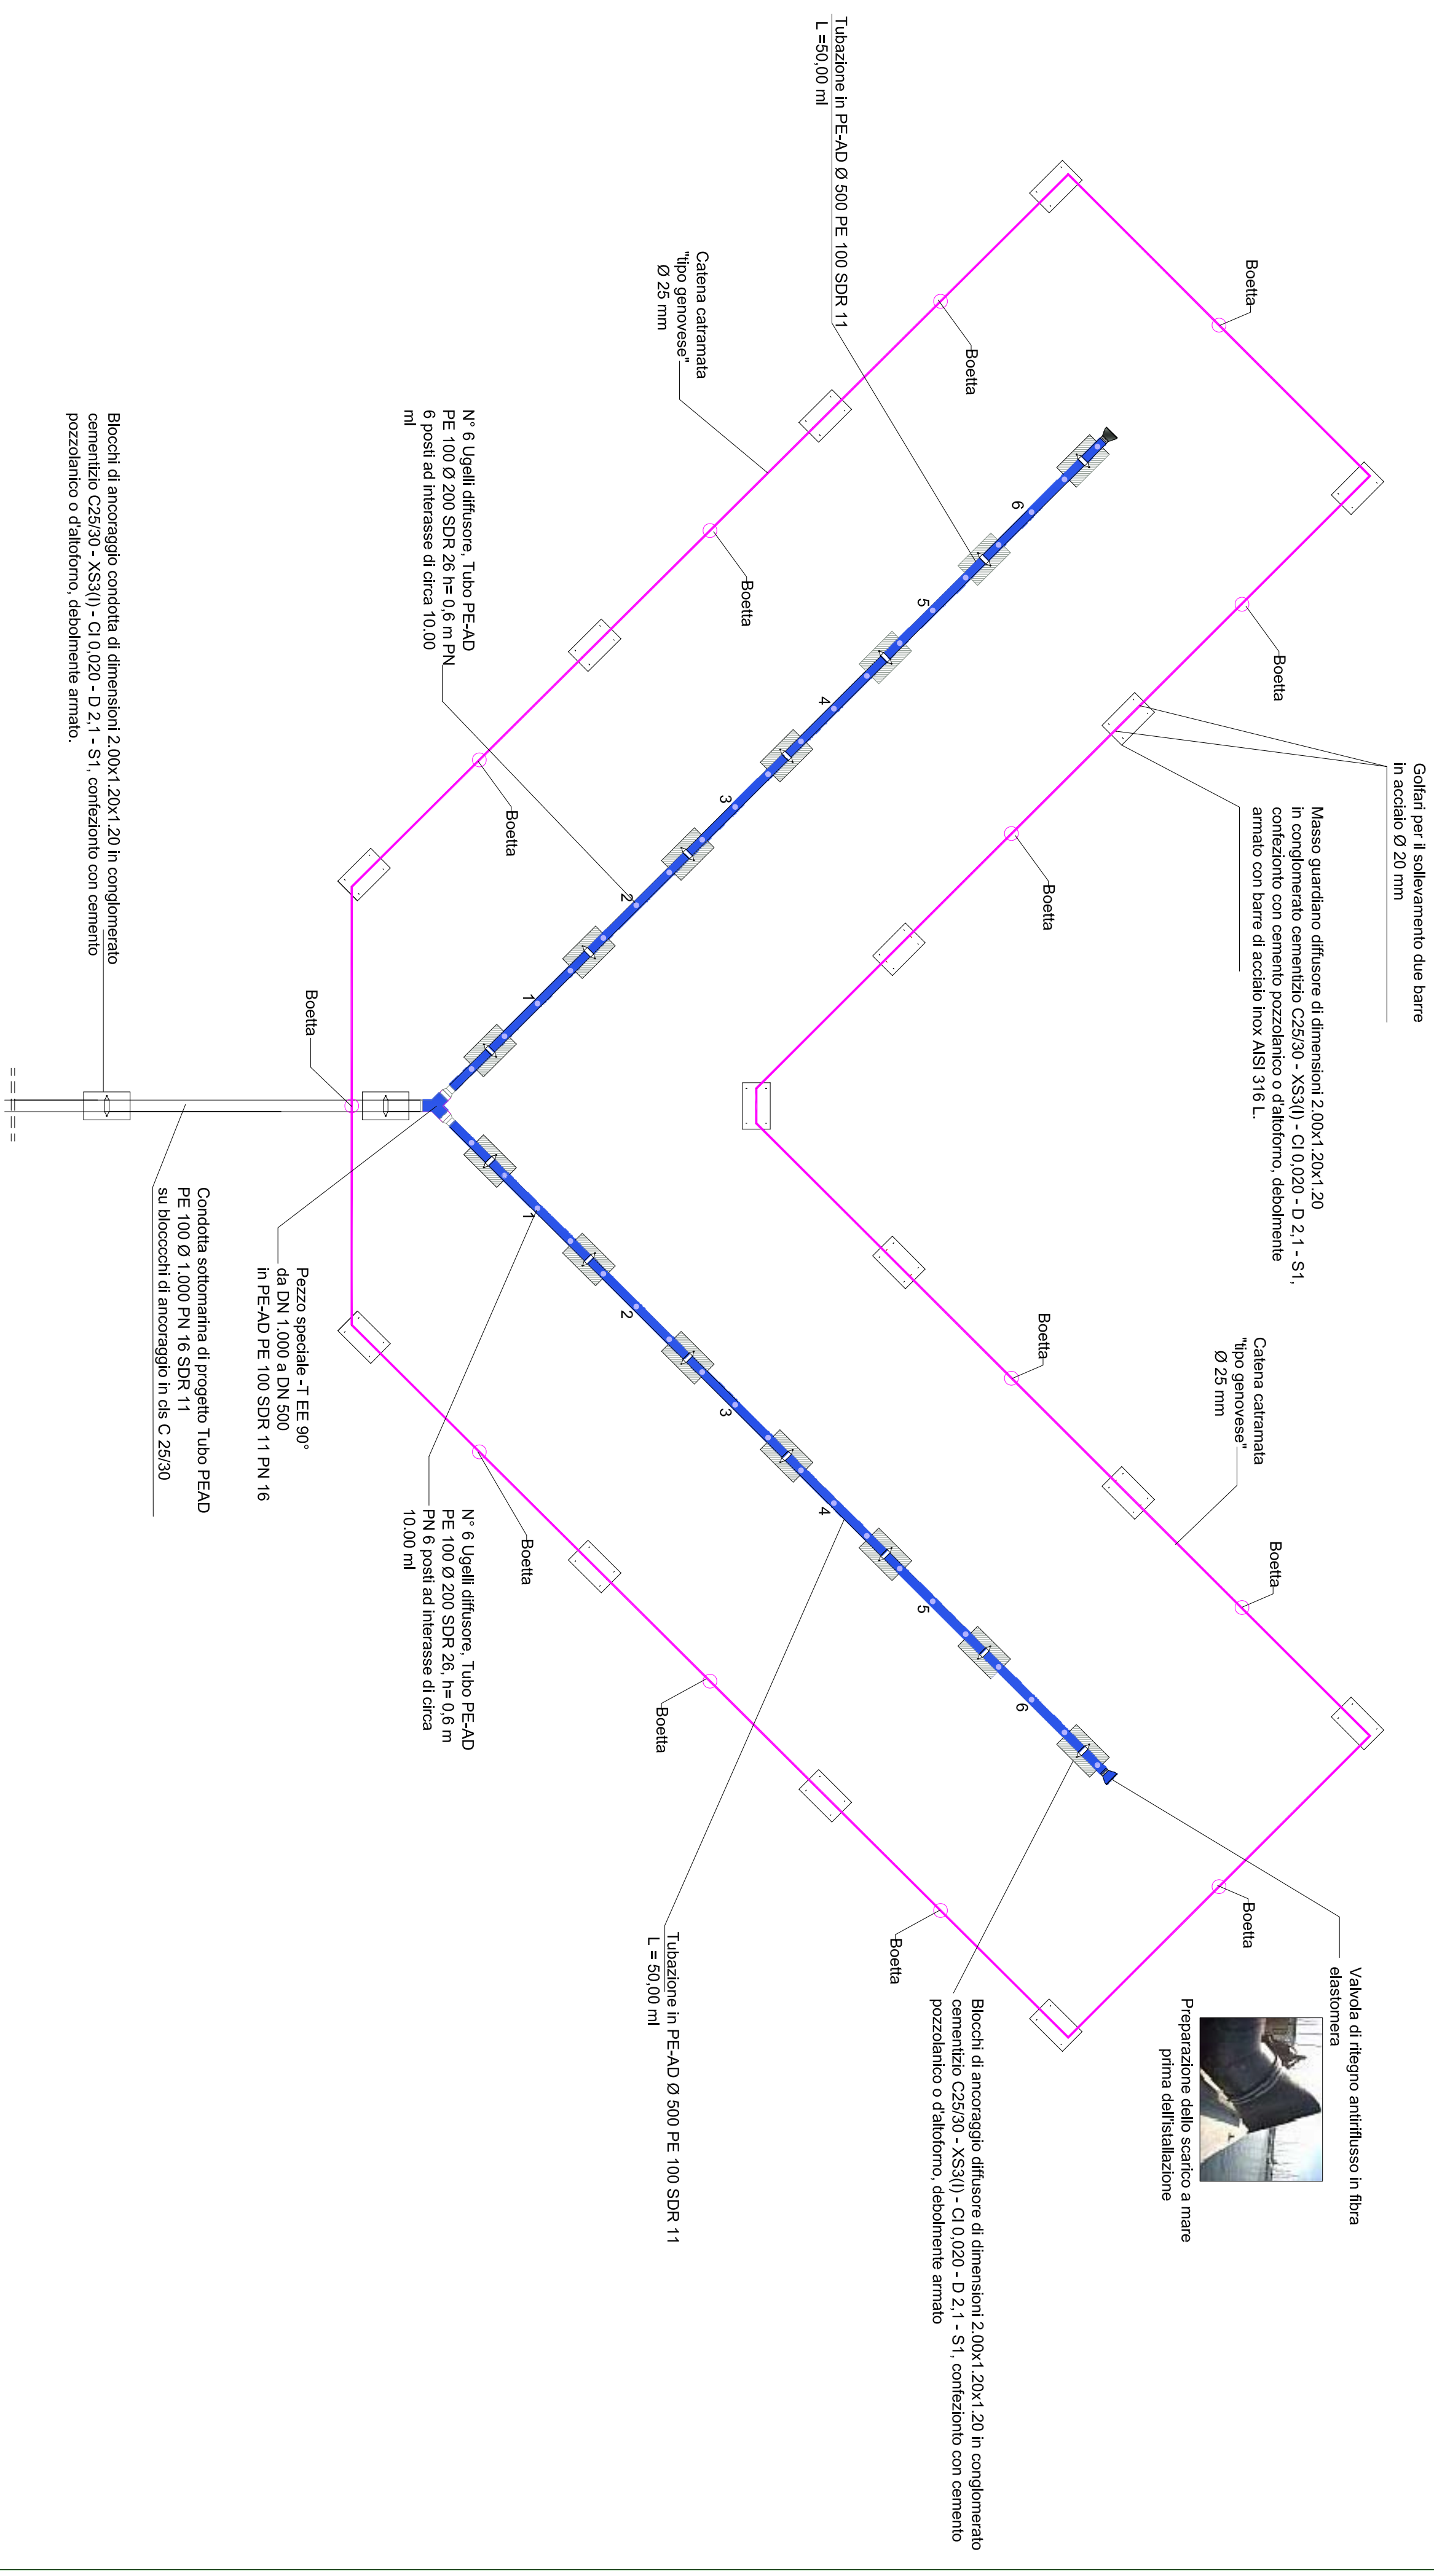 Tubazione in PE-AD Ø 500 PE 100 SDR 11
L =50,00 ml
Boetta
Boetta
Catena catramata
"tipo genovese"
Ø 25 mm
Boetta
Boetta
Boetta
Boetta
Boetta
Boetta
Golfari per il sollevamento due barre
in acciaio Ø 20 mm
Masso guardiano diffusore di dimensioni 2.00x1.20x1.20
in conglomerato cementizio C25/30 - XS3(I) - Cl 0,020 - D 2,1 - S1,
confezionto con cemento pozzolanico o d'altoforno, debolmente
armato con barre di acciaio inox AISI 316 L.
N° 6 Ugelli diffusore, Tubo PE-AD
PE 100 Ø 200 SDR 26 h= 0,6 m PN
6 posti ad interasse di circa 10.00
ml
Blocchi di ancoraggio condotta di dimensioni 2.00x1.20x1.20 in conglomerato
cementizio C25/30 - XS3(I) - Cl 0,020 - D 2,1 - S1, confezionto con cemento
pozzolanico o d'altoforno, debolmente armato.
6
5
4
3
2
1
1
2
3
4
5
6
Catena catramata
"tipo genovese"
Ø 25 mm
Boetta
Boetta
Boetta
Boetta
Boetta
Boetta
Pezzo speciale -T EE 90°
da DN 1.000 a DN 500
in PE-AD PE 100 SDR 11 PN 16
Condotta sottomarina di progetto Tubo PEAD
PE 100 Ø 1.000 PN 16 SDR 11
su blocccchi di ancoraggio in cls C 25/30
N° 6 Ugelli diffusore, Tubo PE-AD
PE 100 Ø 200 SDR 26, h= 0,6 m
PN 6 posti ad interasse di circa
10.00 ml
Valvola di ritegno antiriflusso in fibra
elastomera
Preparazione dello scarico a mare
prima dell'istallazione
Blocchi di ancoraggio diffusore di dimensioni 2.00x1.20x1.20 in conglomerato
cementizio C25/30 - XS3(I) - Cl 0,020 - D 2,1 - S1, confezionto con cemento
pozzolanico o d'altoforno, debolmente armato
Tubazione in PE-AD Ø 500 PE 100 SDR 11
L = 50,00 ml